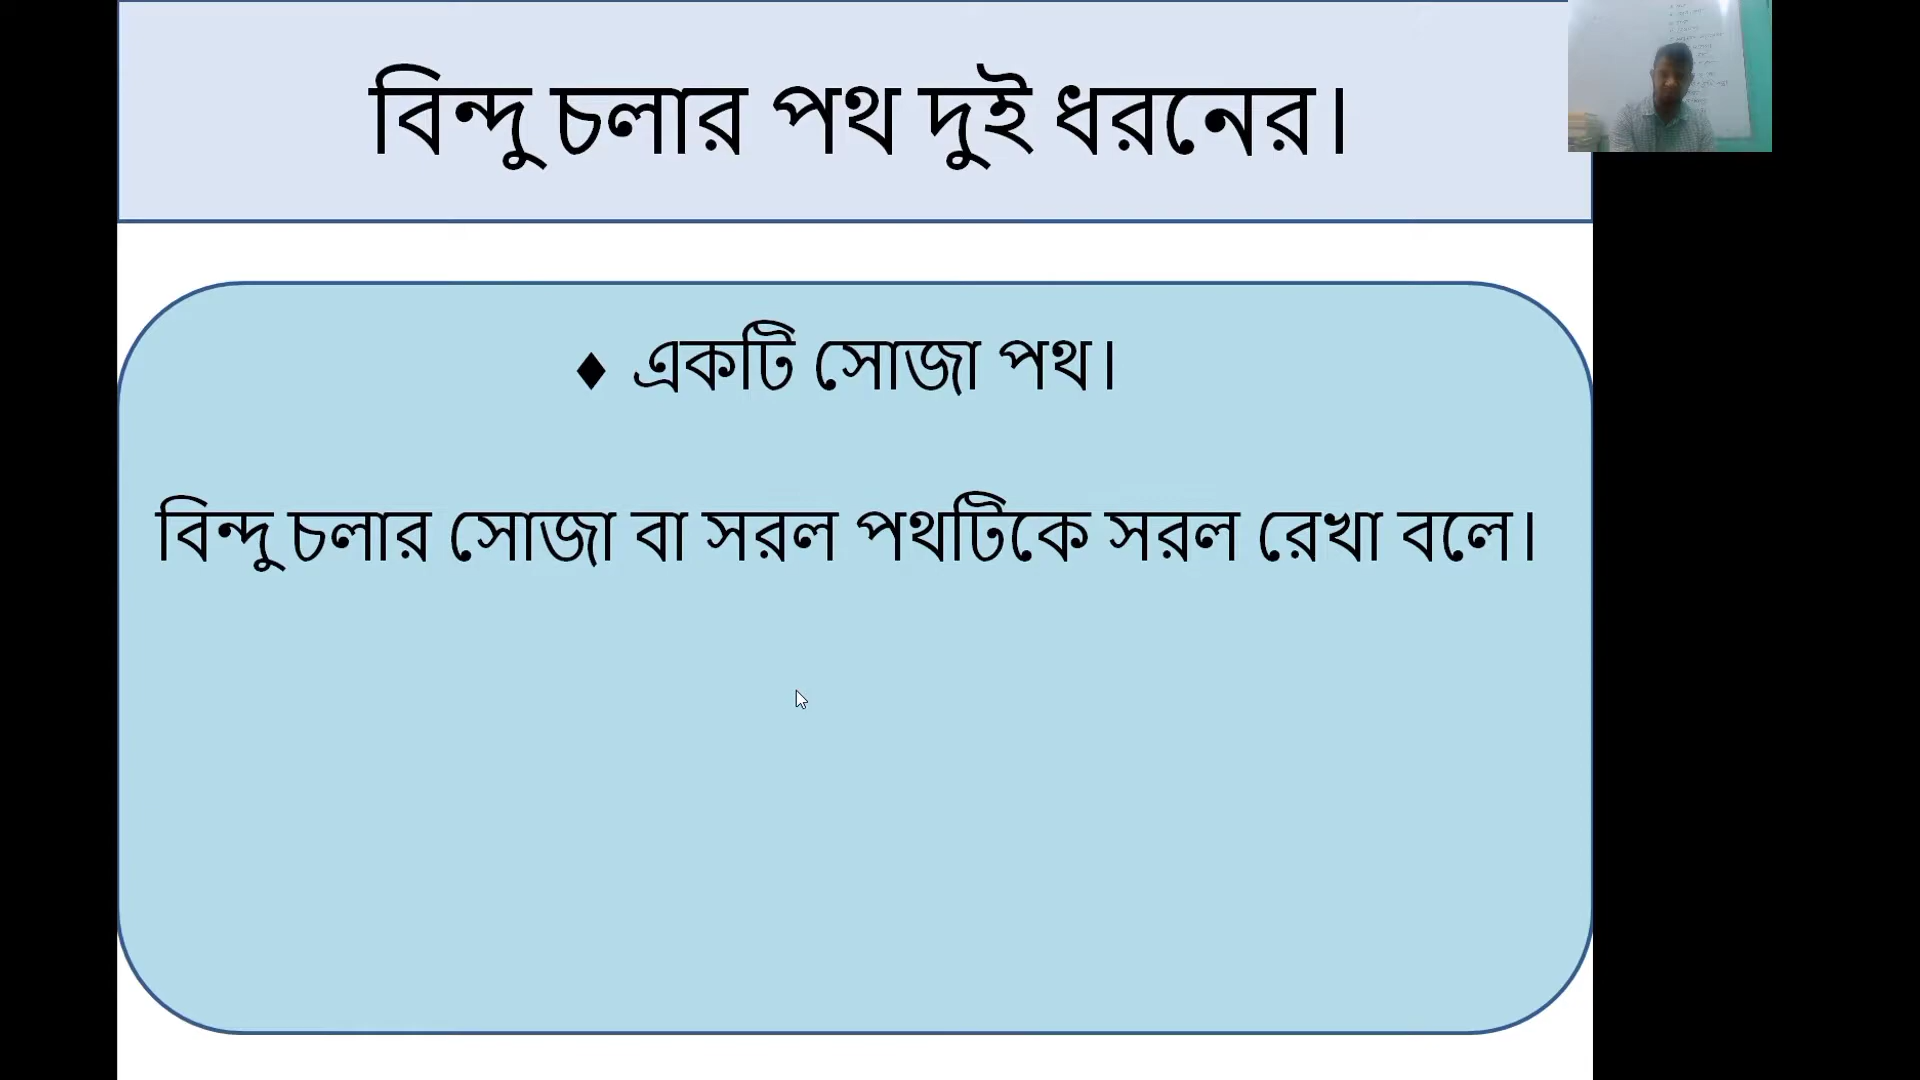 বিন্দু চলার পথ দুই ধরনের।
♦ একটি সোজা পথ।
বিন্দু চলার সোজা বা সরল পথটিকে সরল রেখা বলে।